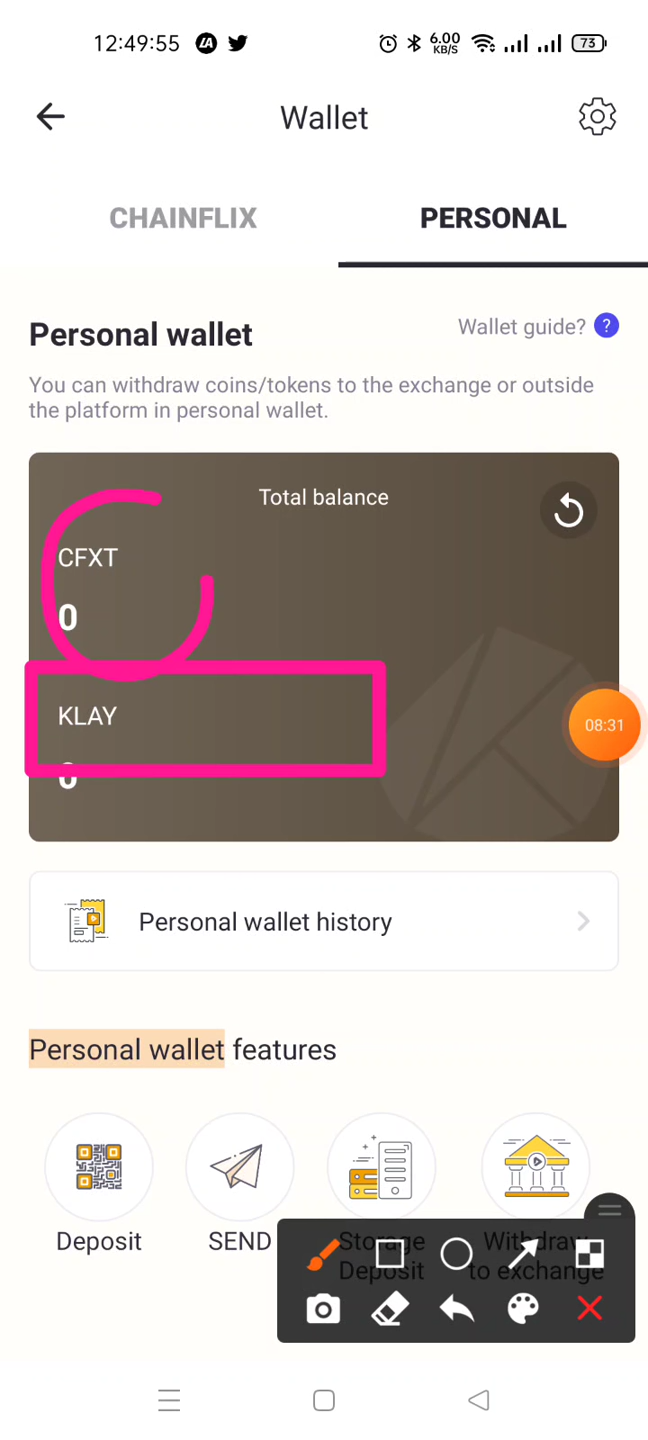 12:49:55
6.00
KB/S
73
Wallet
CHAINFLIX
PERSONAL
Personal wallet
Wallet guide? ?
You can withdraw coins/tokens to the exchange or outside
the platform in personal wallet.
Total balance
CFXT
0
KLAY
0
08:31
Personal wallet history
Personal wallet features
Deposit
SEND
Storage
Deposit
Withdraw
to exchange